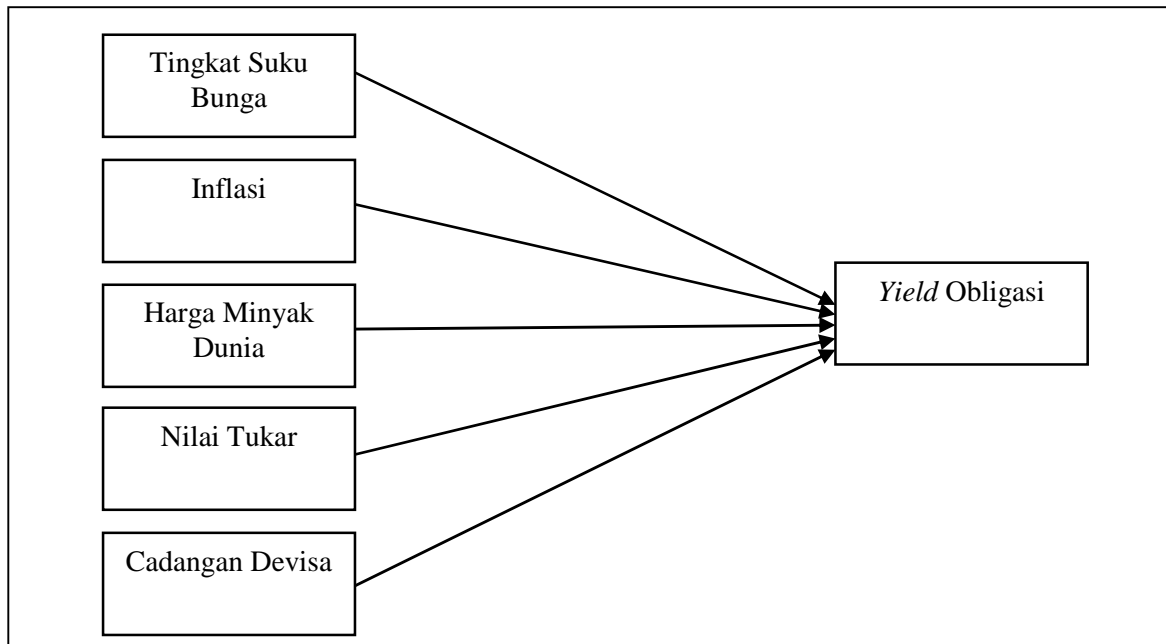 Tingkat Suku
Bunga
Inflasi
Harga Minyak
Dunia
Nilai Tukar
Cadangan Devisa
Yield Obligasi